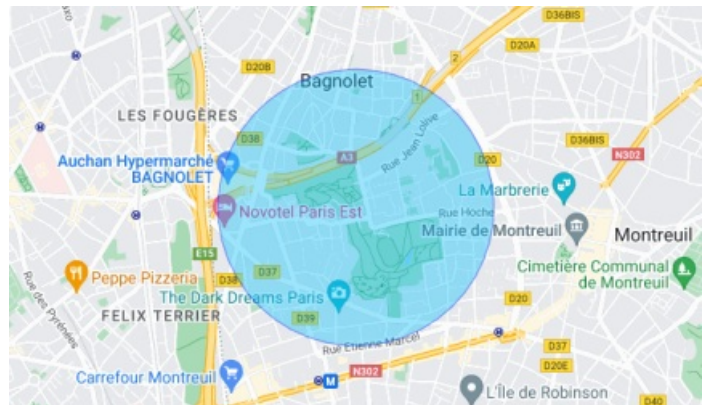 D36BIS
D20A
D20B
2
Bagnolet
1
LES FOUGÈRES
D38
D36BIS
N302
Auchan Hypermarché
BAGNOLET
A3
Rue Jean Lolive
D20
La Marbrerie
Novotel Paris Est
Rue Hoche
Mairie de Montreuil
Montreuil
E15
Peppe Pizzeria
D38
D37
Cimetière Communal
de Montreuil
Rue des Pyrénées
The Dark Dreams Paris
D20
FELIX TERRIER
D39
Rue Etienne Marcel
D37
D20E
Carrefour Montreuil
M
N302
L'Île de Robinson
D40